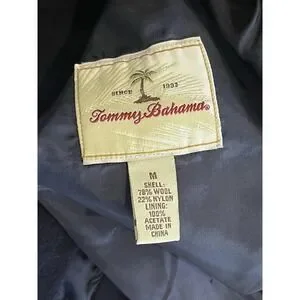 SINCE 1993
Tommy Bahama®
M
SHELL:
78% WOOL
22% NYLON
LINING:
100%
ACETATE
MADE IN
CHINA